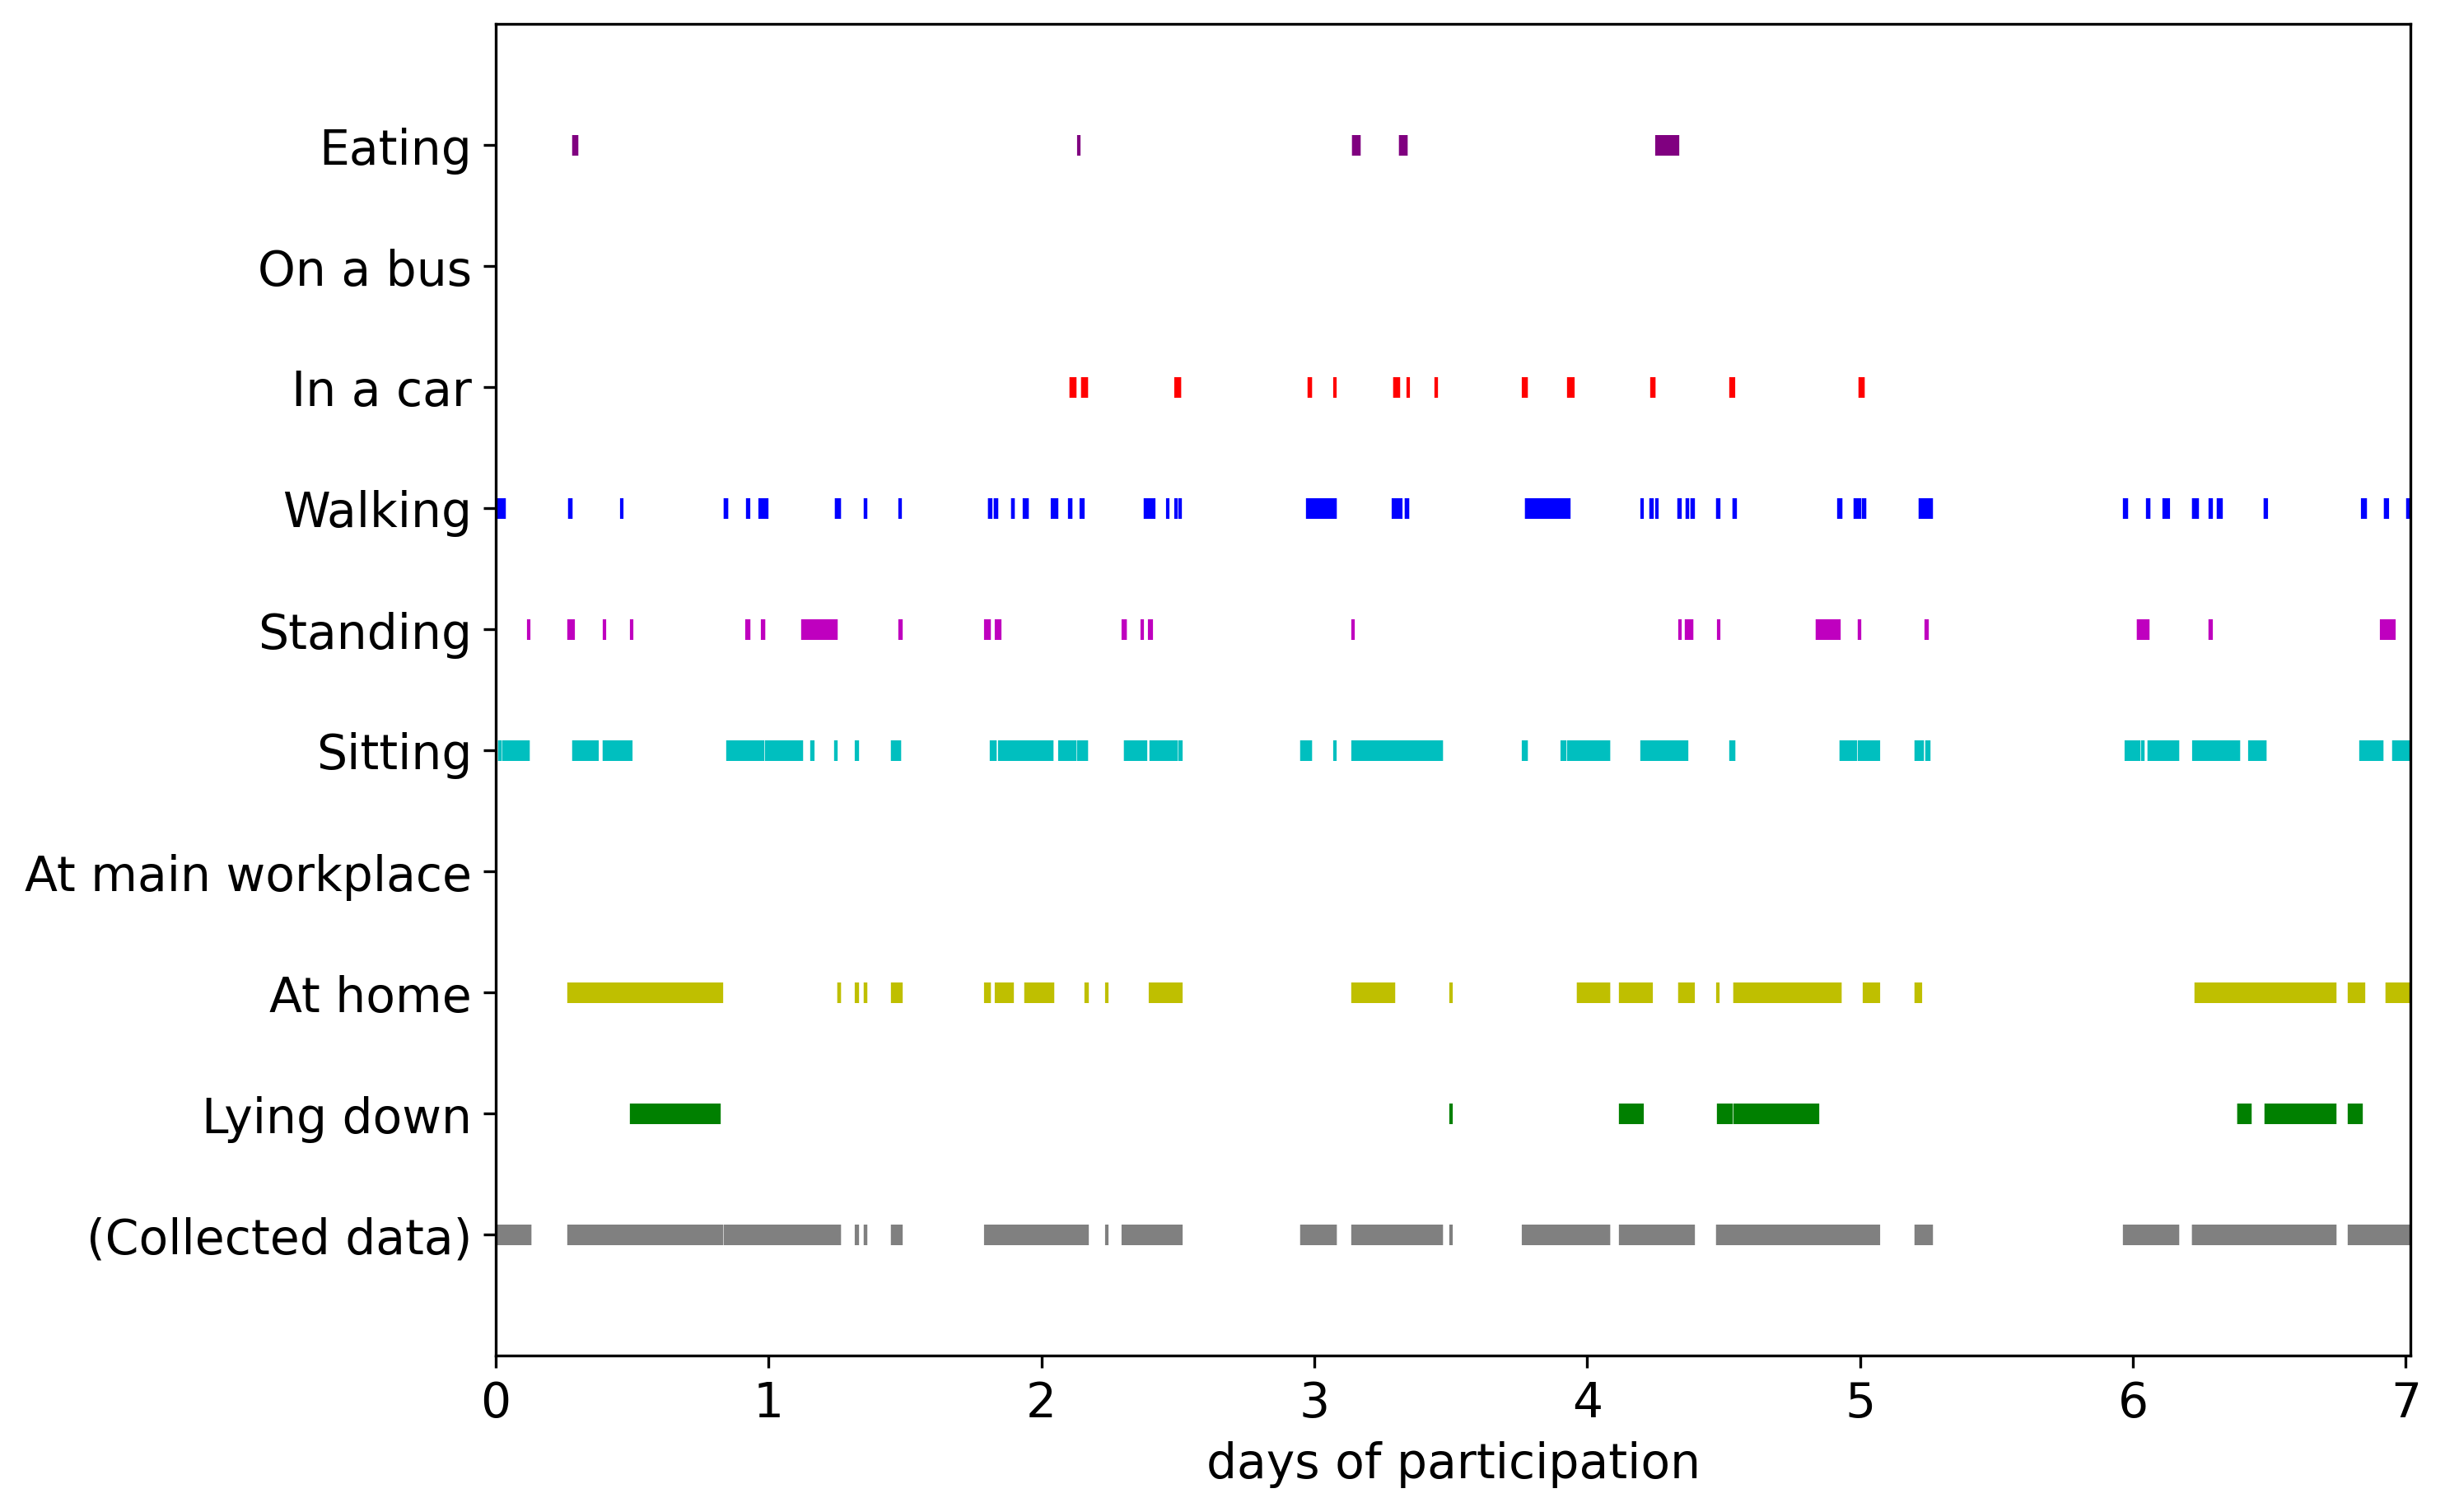 Eating
On a bus
In a car
Walking
Standing
Sitting
At main workplace
At home
Lying down
(Collected data)
0 1 2 3 4 5 6 7
days of participation